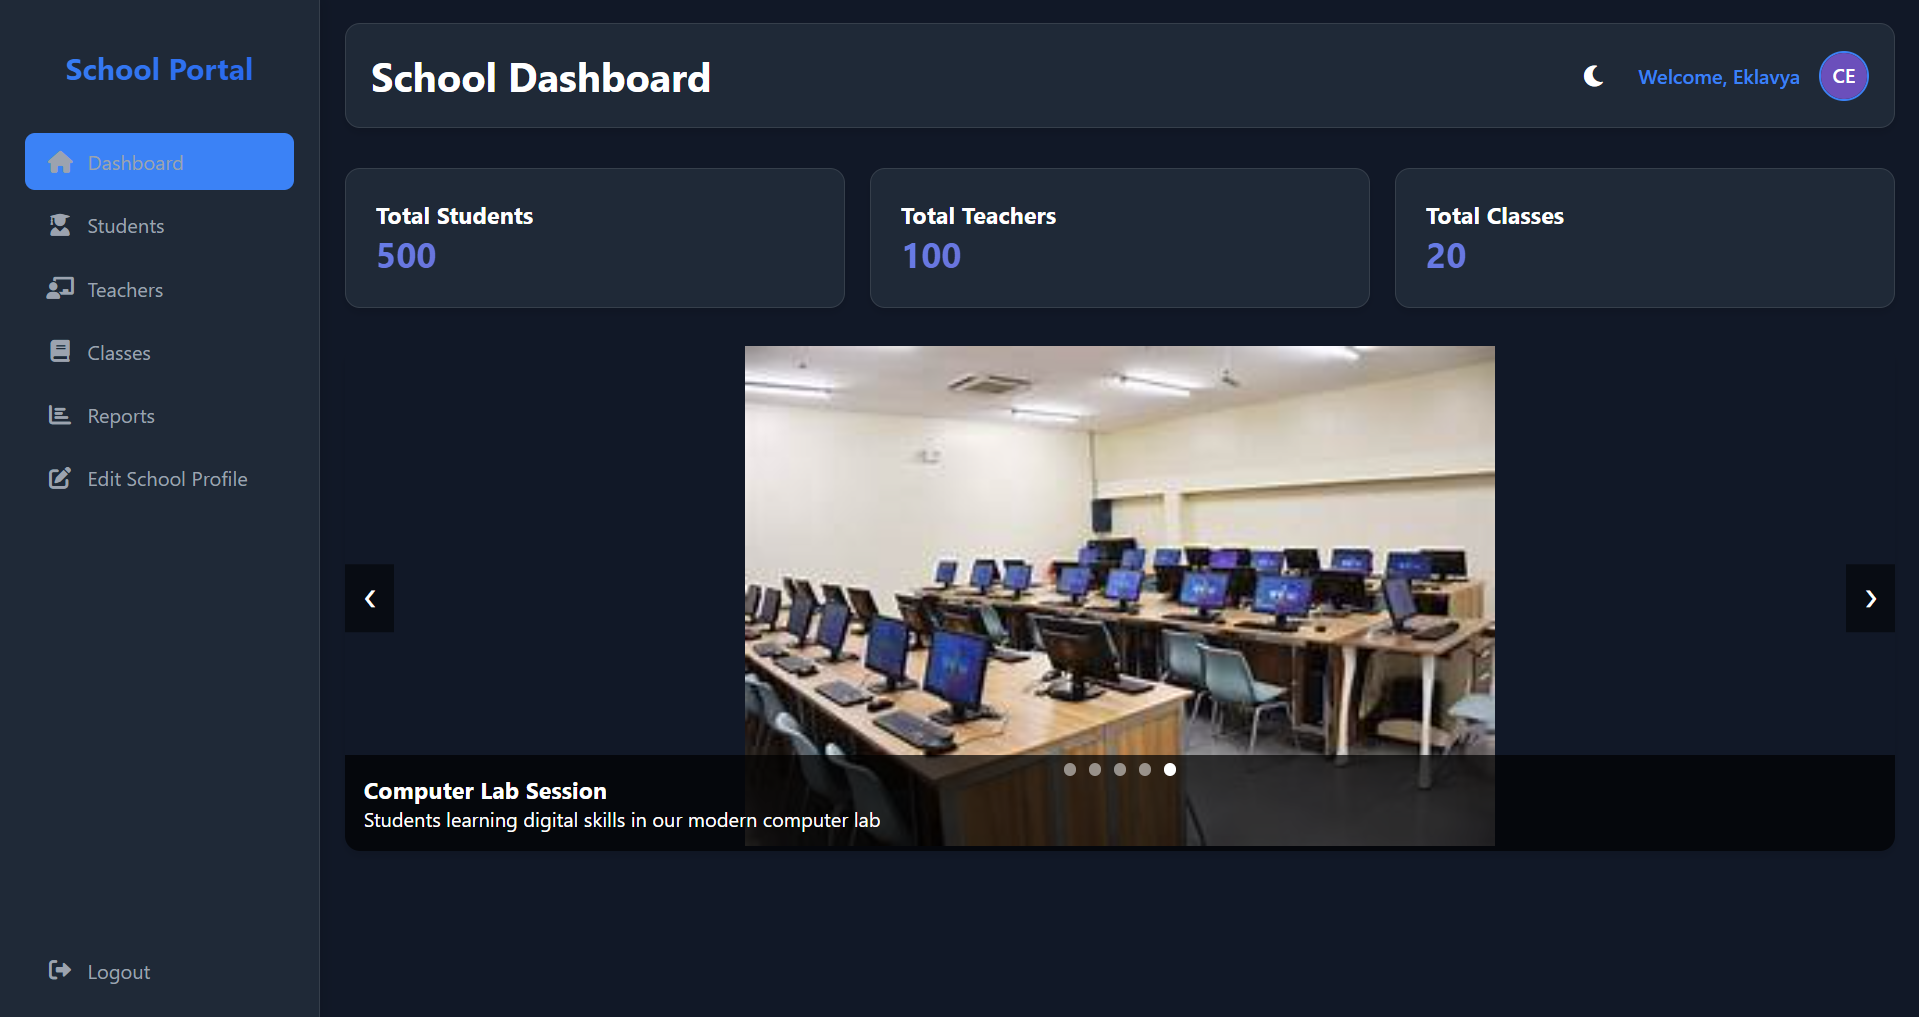 School Portal
Dashboard
Students
Teachers
Classes
Reports
Edit School Profile
Logout
School Dashboard
Welcome, Eklavya
CE
Total Students
500
Total Teachers
100
Total Classes
20
❮
❯
Computer Lab Session
Students learning digital skills in our modern computer lab